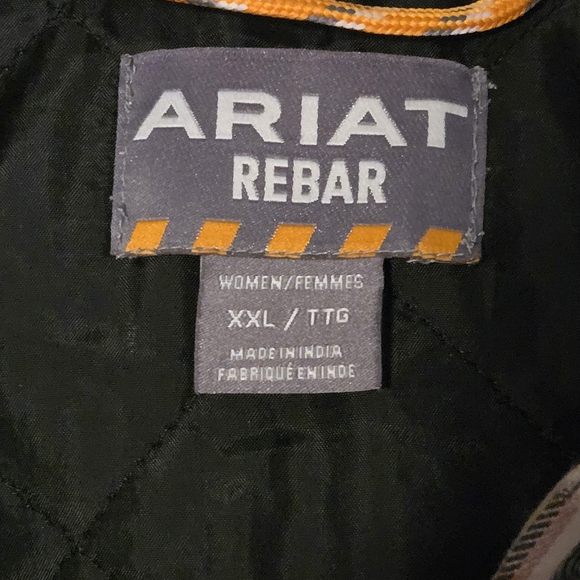 ARIAT
REBAR
WOMEN/FEMMES
XXL / TTG
MADE IN INDIA
FABRIQUÉ EN INDE